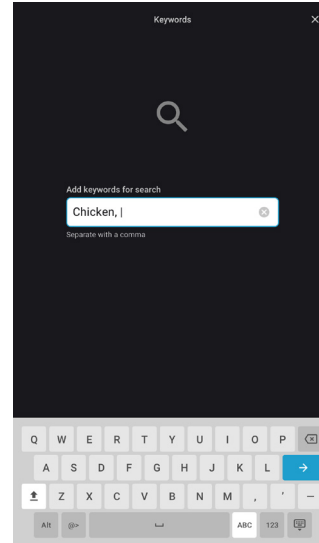 Keywords
Add keywords for search
Chicken,
Separate with a comma
Q W E R T Y U I O P
A S D F G H J K L
Z X C V B N M , ' –
Alt @> ABC 123